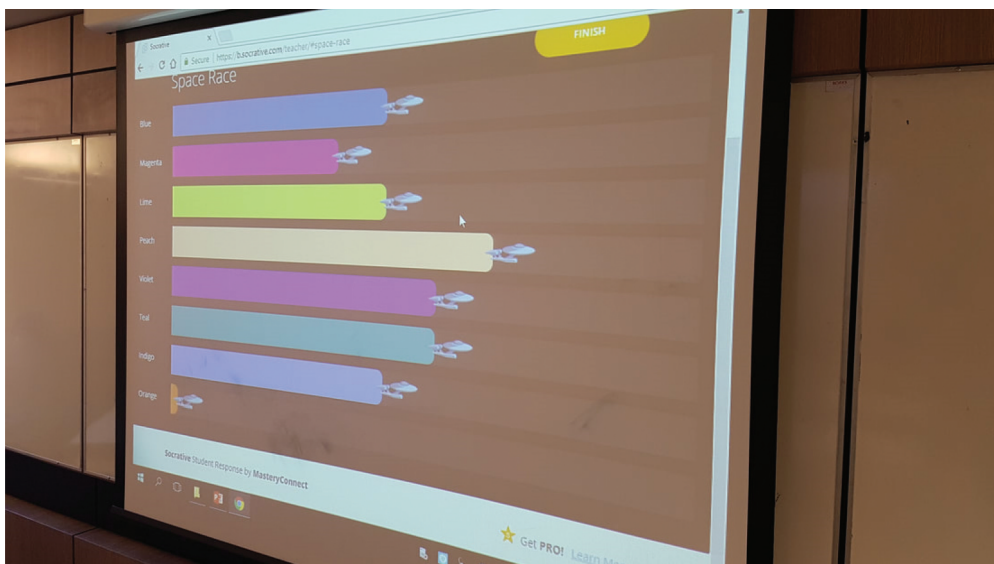 Socrative
Secure https://b.socrative.com/teacher/#space-race
FINISH
Space Race
Blue
Magenta
Lime
Peach
Violet
Teal
Indigo
Orange
Socrative Student Response by MasteryConnect
Get PRO! Learn